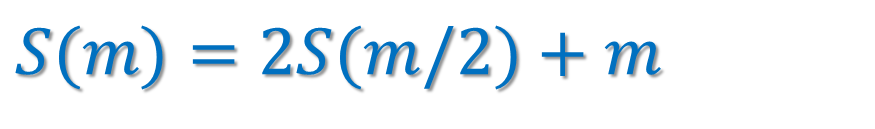 S(m) = 2S(m/2) + m